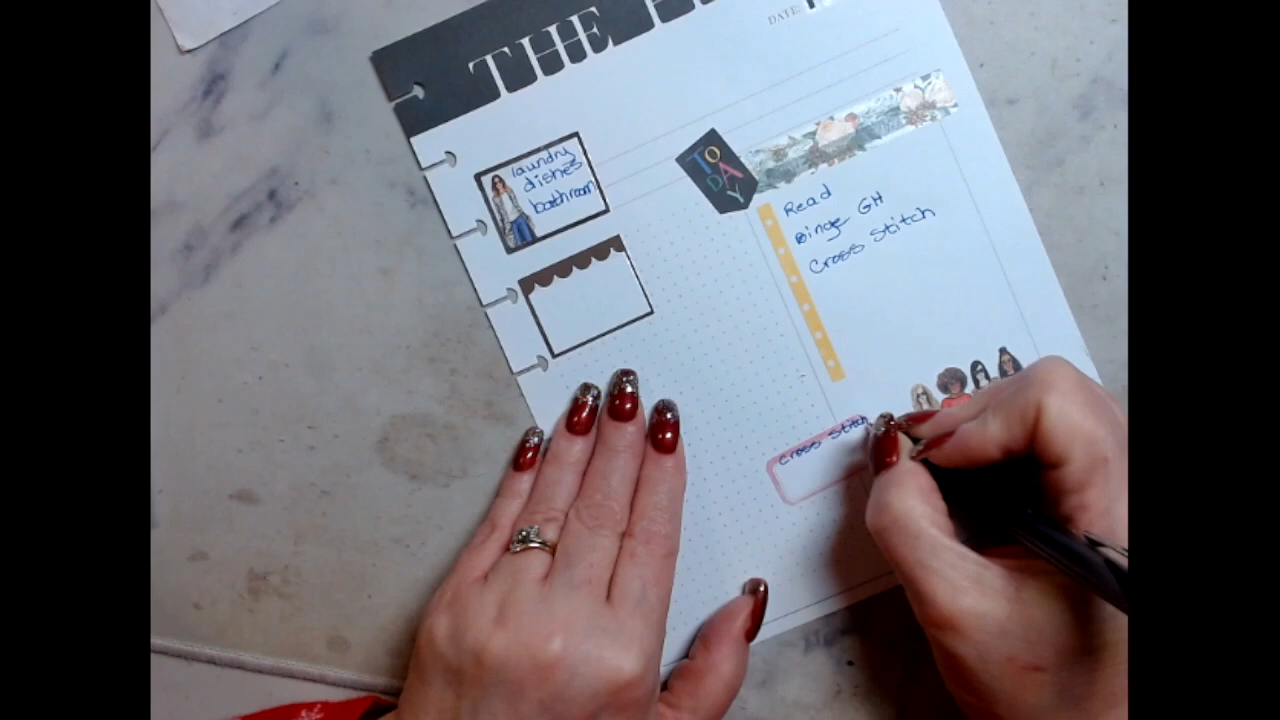 THE
DATE:
laundry
dishes
bathroom
TODAY
Read
Binge GH
Cross Stitch
Cross Stitch